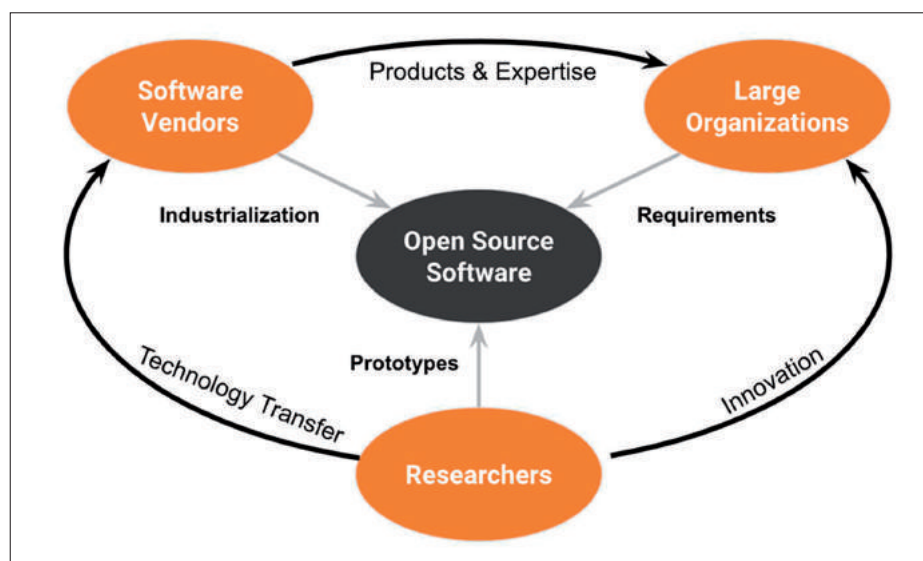 Software
Vendors
Products & Expertise
Large
Organizations
Industrialization
Requirements
Open Source
Software
Technology Transfer
Prototypes
Innovation
Researchers